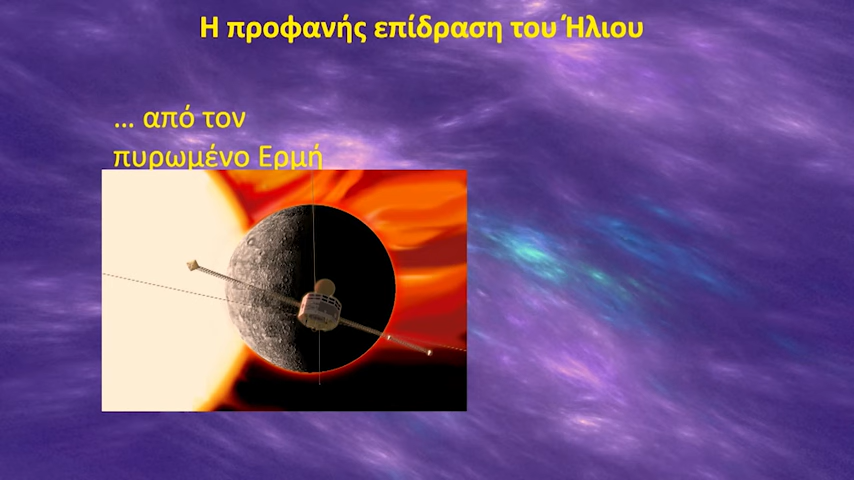 Η προφανής επίδραση του Ήλιου
... από τον
πυρωμένο Ερμή